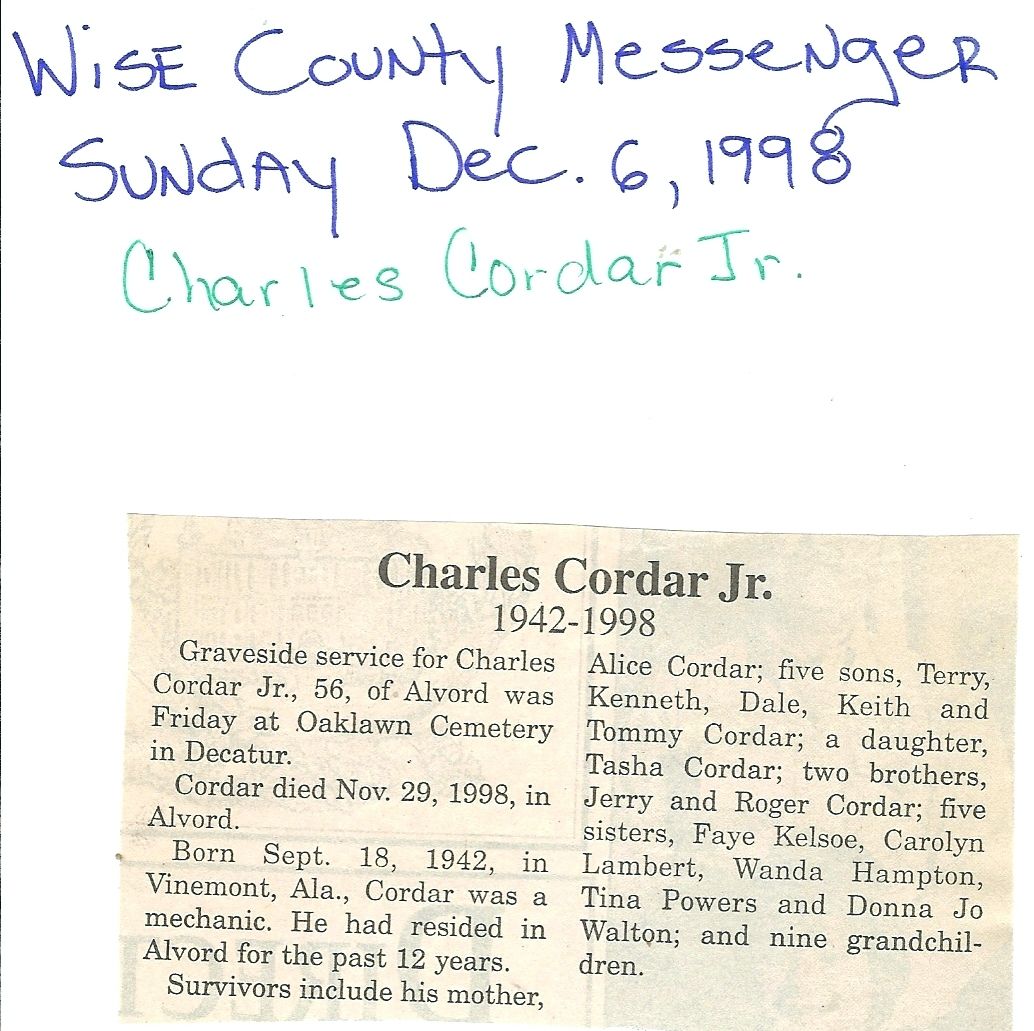 Wise County Messenger
Sunday Dec. 6, 1998
Charles Cordar Jr.
Charles Cordar Jr.
1942-1998
Graveside service for Charles
Cordar Jr., 56, of Alvord was
Friday at Oaklawn Cemetery
in Decatur.
Cordar died Nov. 29, 1998, in
Alvord.
Born Sept. 18, 1942, in
Vinemont, Ala., Cordar was a
mechanic. He had resided in
Alvord for the past 12 years.
Survivors include his mother,
Alice Cordar; five sons, Terry,
Kenneth, Dale, Keith and
Tommy Cordar; a daughter,
Tasha Cordar; two brothers,
Jerry and Roger Cordar; five
sisters, Faye Kelsoe, Carolyn
Lambert, Wanda Hampton,
Tina Powers and Donna Jo
Walton; and nine grandchil-
dren.